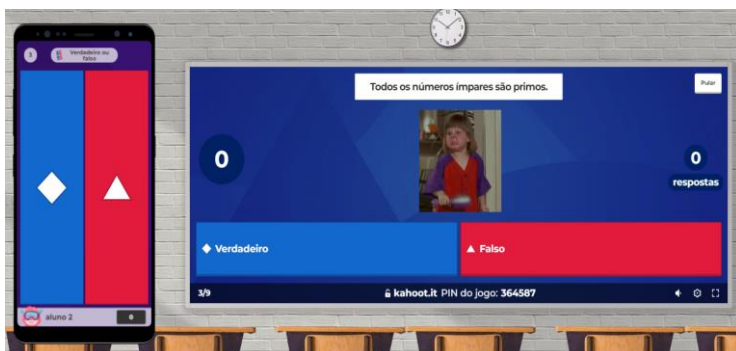 3
Verdadeiro ou
Falso
aluno 2
0
Todos os números ímpares são primos.
Pular
0
0
respostas
Verdadeiro
Falso
3/9
kahoot.it PIN do jogo: 364587